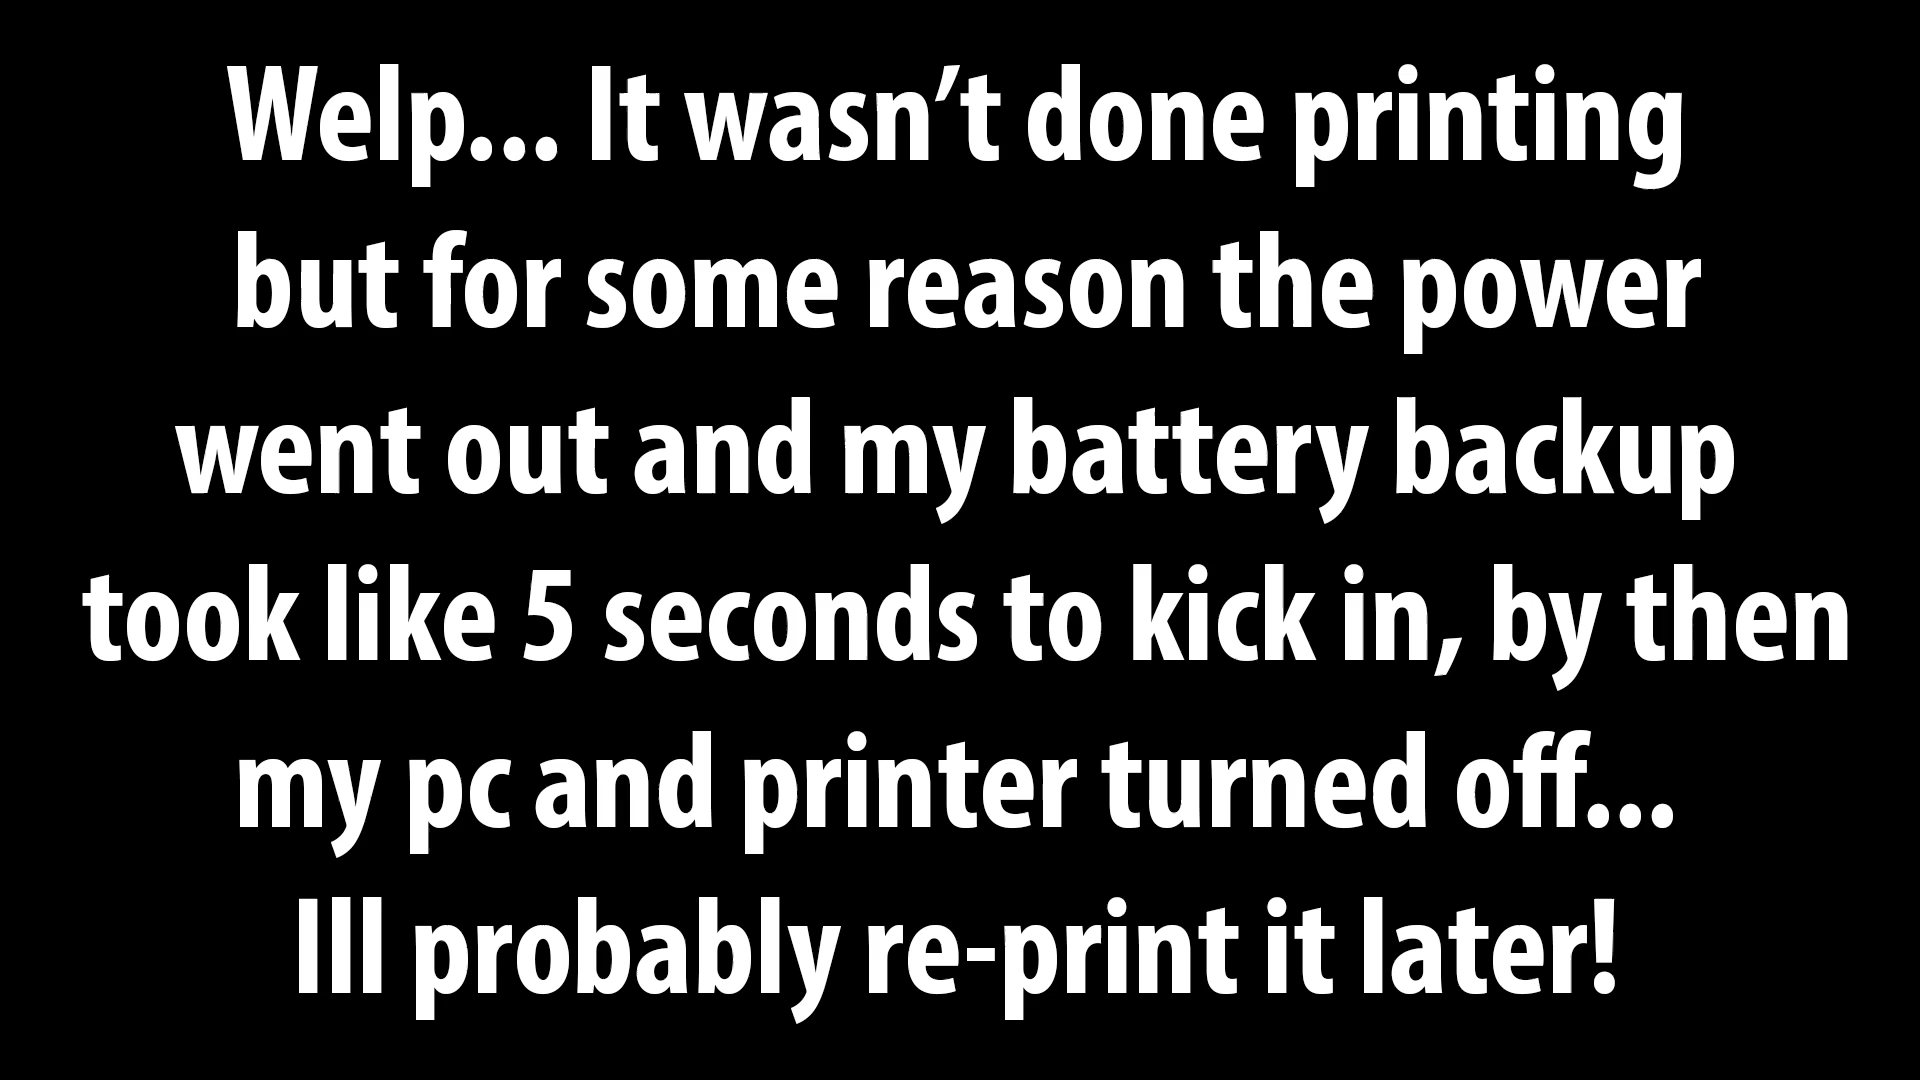 Welp... It wasn’t done printing
but for some reason the power
went out and my battery backup
took like 5 seconds to kick in, by then
my pc and printer turned off...
Ill probably re-print it later!